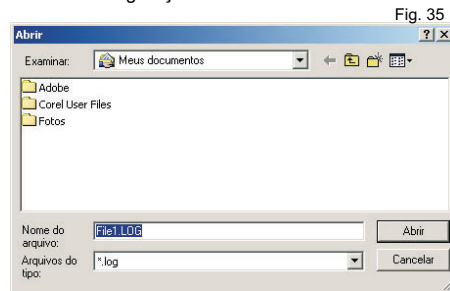 Fig. 35
Abrir
Examinar: Meus documentos
Adobe
Corel User Files
Fotos
Nome do arquivo: File1.LOG Abrir
Arquivos do tipo: *.log Cancelar